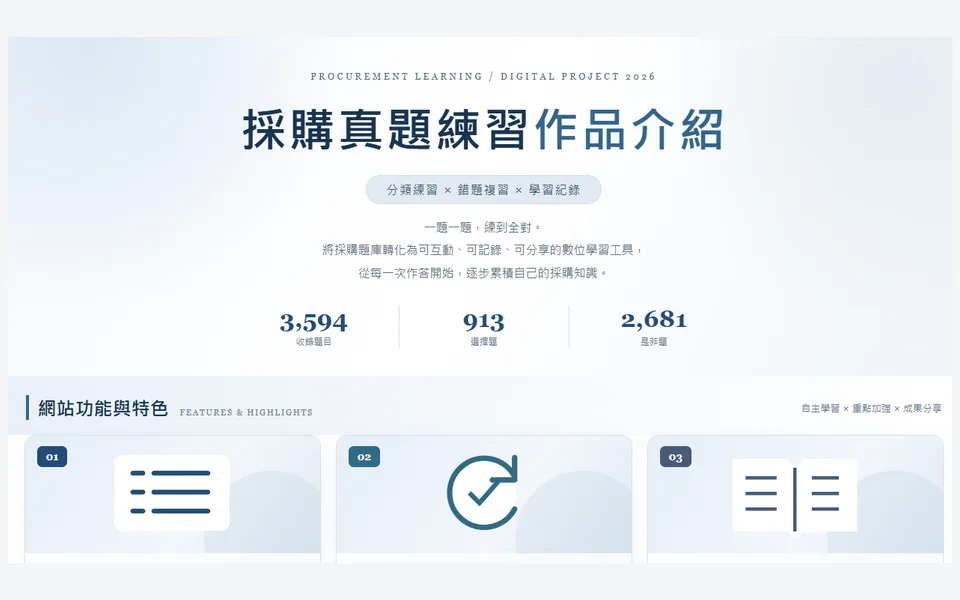 PROCUREMENT LEARNING / DIGITAL PROJECT 2026
採購真題練習作品介紹
分類練習 × 錯題複習 × 學習紀錄
一題一題，練到全對。
將採購題庫轉化為可互動、可記錄、可分享的數位學習工具，
從每一次作答開始，逐步累積自己的採購知識。
3,594
收錄題目
913
選擇題
2,681
是非題
網站功能與特色 FEATURES & HIGHLIGHTS
自主學習 × 重點加強 × 成果分享
01
02
03